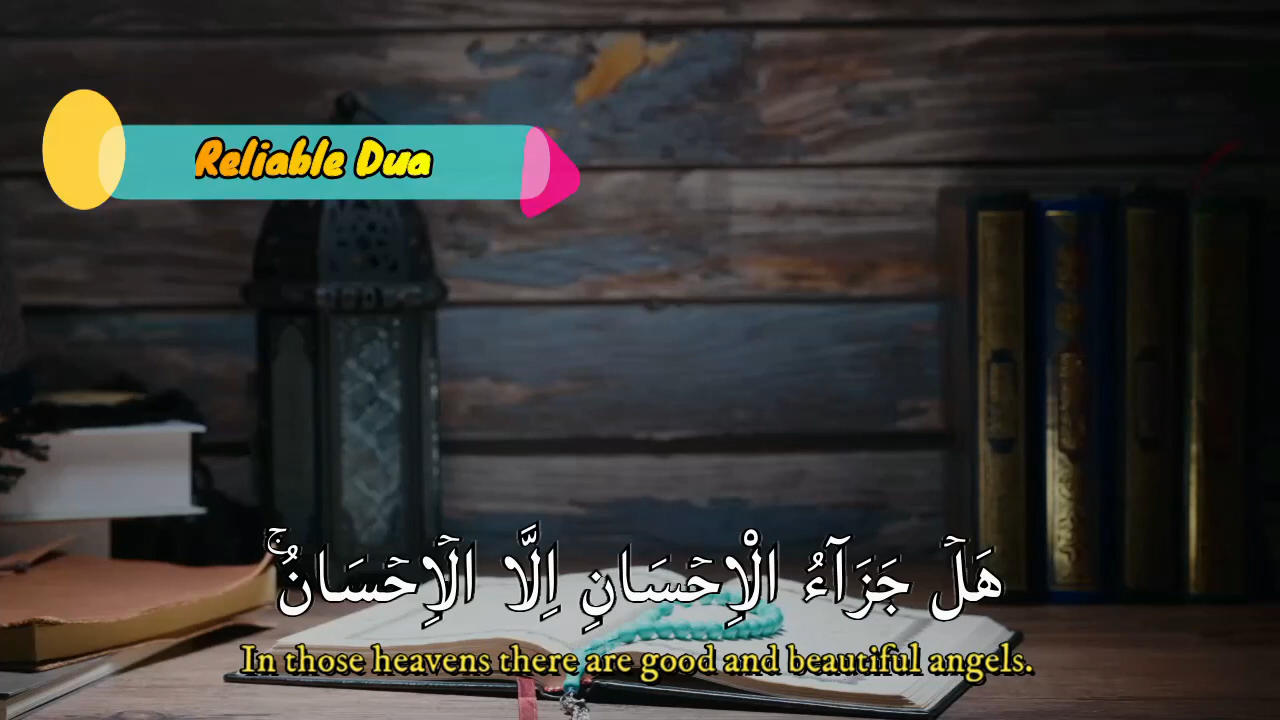 Reliable Dua
هَلۡ جَزَآءُ الۡاِحۡسَانِ اِلَّا الۡاِحۡسَانُ‌ۚ
In those heavens there are good and beautiful angels.